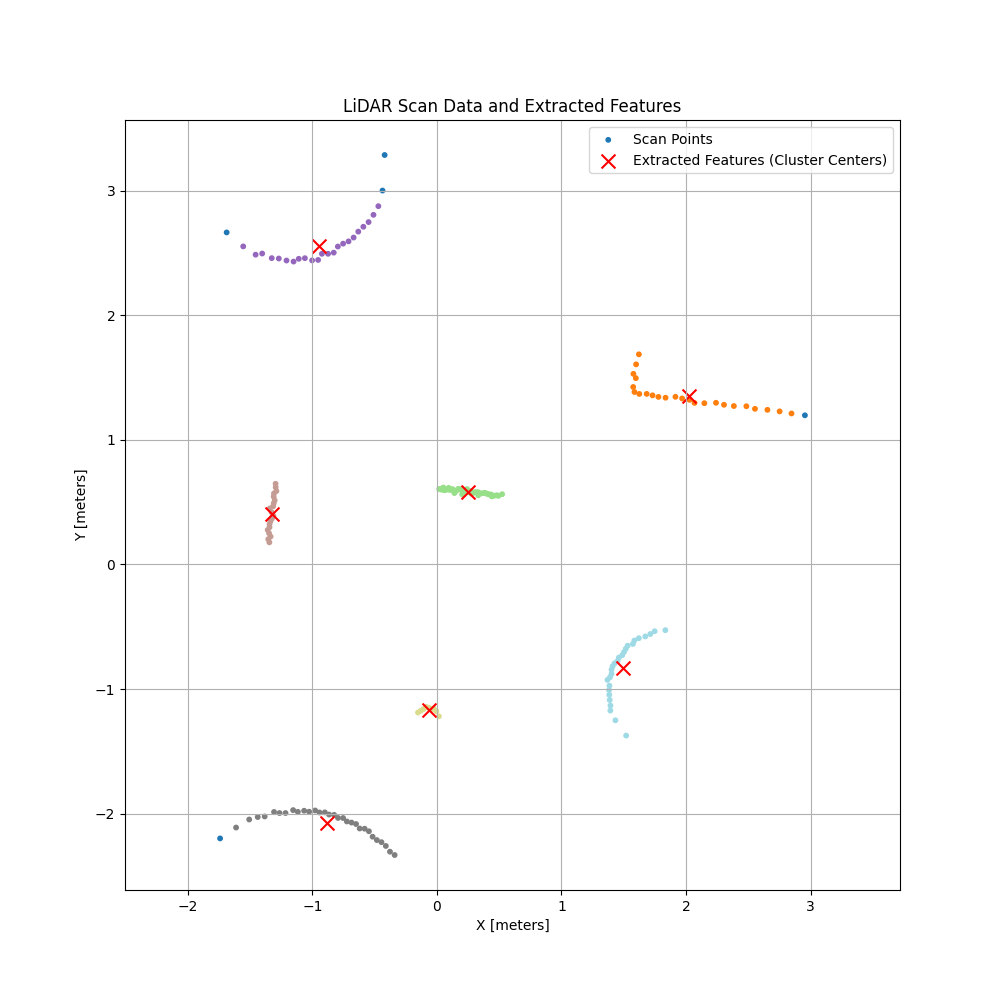 LiDAR Scan Data and Extracted Features
Scan Points
Extracted Features (Cluster Centers)
3
2
1
0
−1
−2
Y [meters]
−2
−1
0
1
2
3
X [meters]